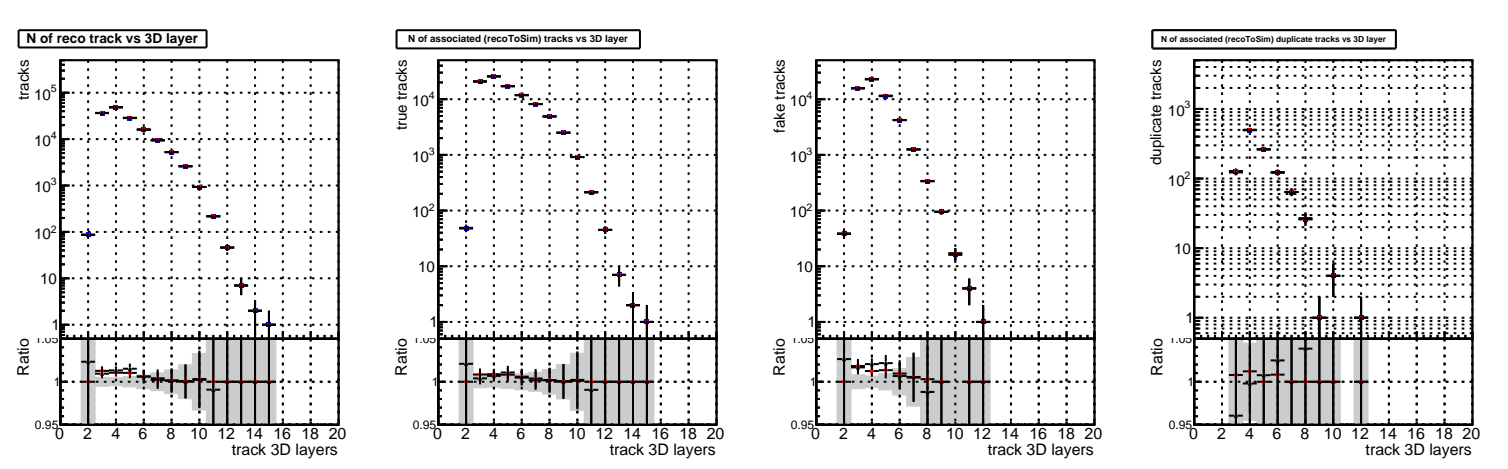 N of reco track vs 3D layer
tracks
10^5
10^4
10^3
10^2
10
1
Ratio
1.05
1
0.95
0 2 4 6 8 10 12 14 16 18 20
track 3D layers
N of associated (recoToSim) tracks vs 3D layer
true tracks
10^4
10^3
10^2
10
1
Ratio
1.05
1
0.95
0 2 4 6 8 10 12 14 16 18 20
track 3D layers
fake tracks
10^4
10^3
10^2
10
1
Ratio
1.05
1
0.95
0 2 4 6 8 10 12 14 16 18 20
track 3D layers
N of associated (recoToSim) duplicate tracks vs 3D layer
duplicate tracks
10^3
10^2
10
1
Ratio
1.05
1
0.95
0 2 4 6 8 10 12 14 16 18 20
track 3D layers